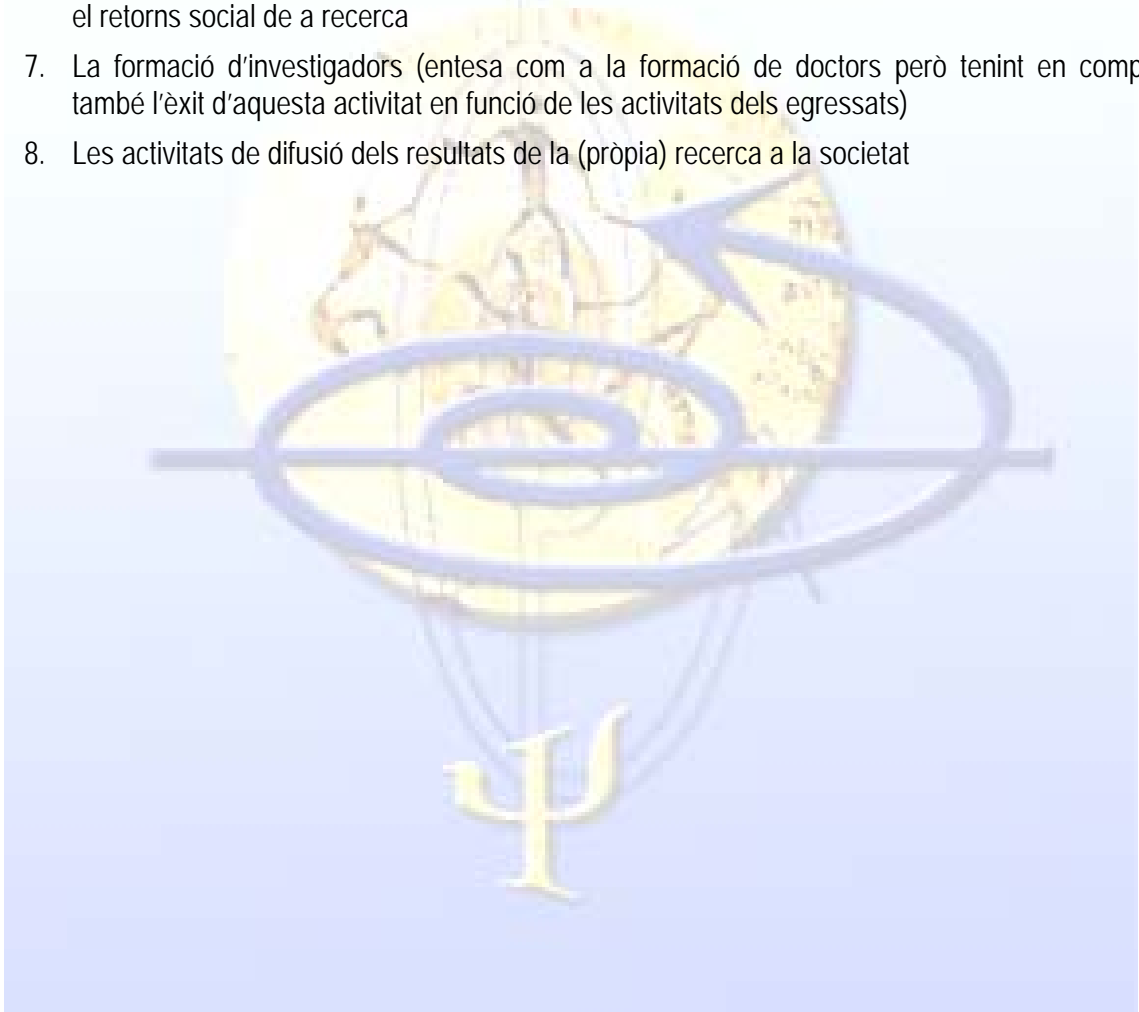 el retorns social de a recerca
7. La formació d'investigadors (entesa com a la formació de doctors però tenint en comp
també l'èxit d'aquesta activitat en funció de les activitats dels egressats)
8. Les activitats de difusió dels resultats de la (pròpia) recerca a la societat
Ψ